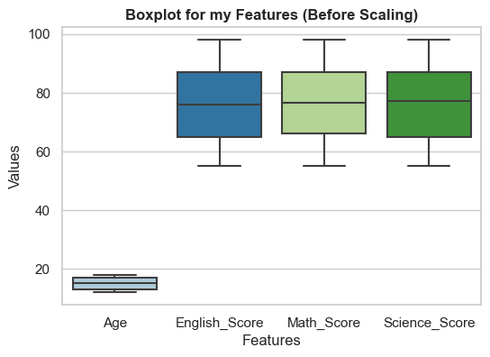 Boxplot for my Features (Before Scaling)
100
80
60
40
20
Values
Age English_Score Math_Score Science_Score
Features